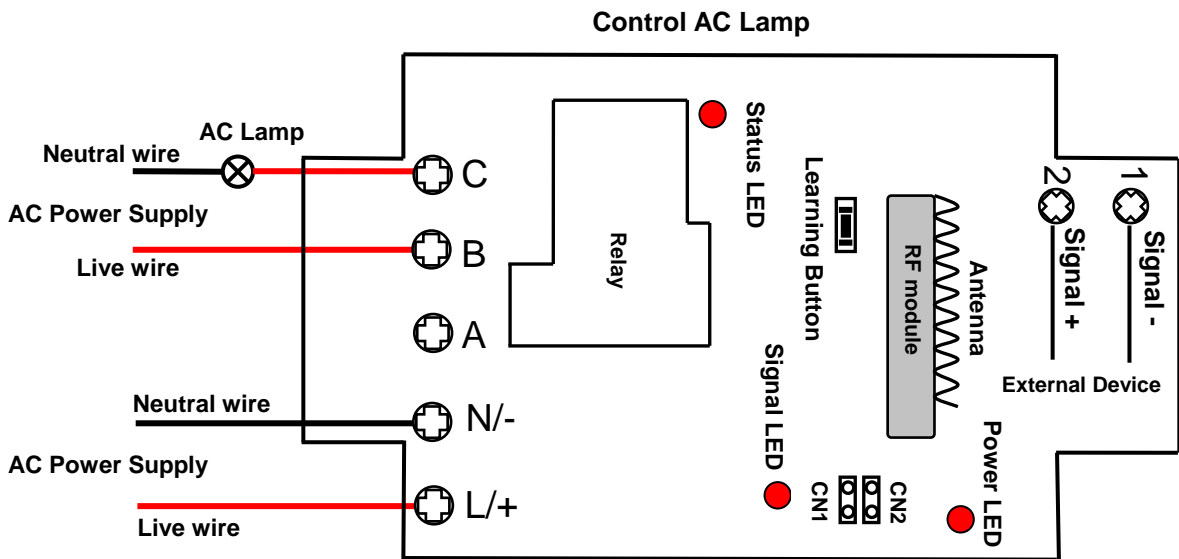 Control AC Lamp
AC Lamp
Neutral wire
C
AC Power Supply
B
Live wire
A
Neutral wire
N/-
AC Power Supply
L/+
Live wire
Relay
Status LED
Learning Button
RF module
Antenna
Signal LED
CN1
CN2
Power LED
2
1
Signal +
Signal -
External Device